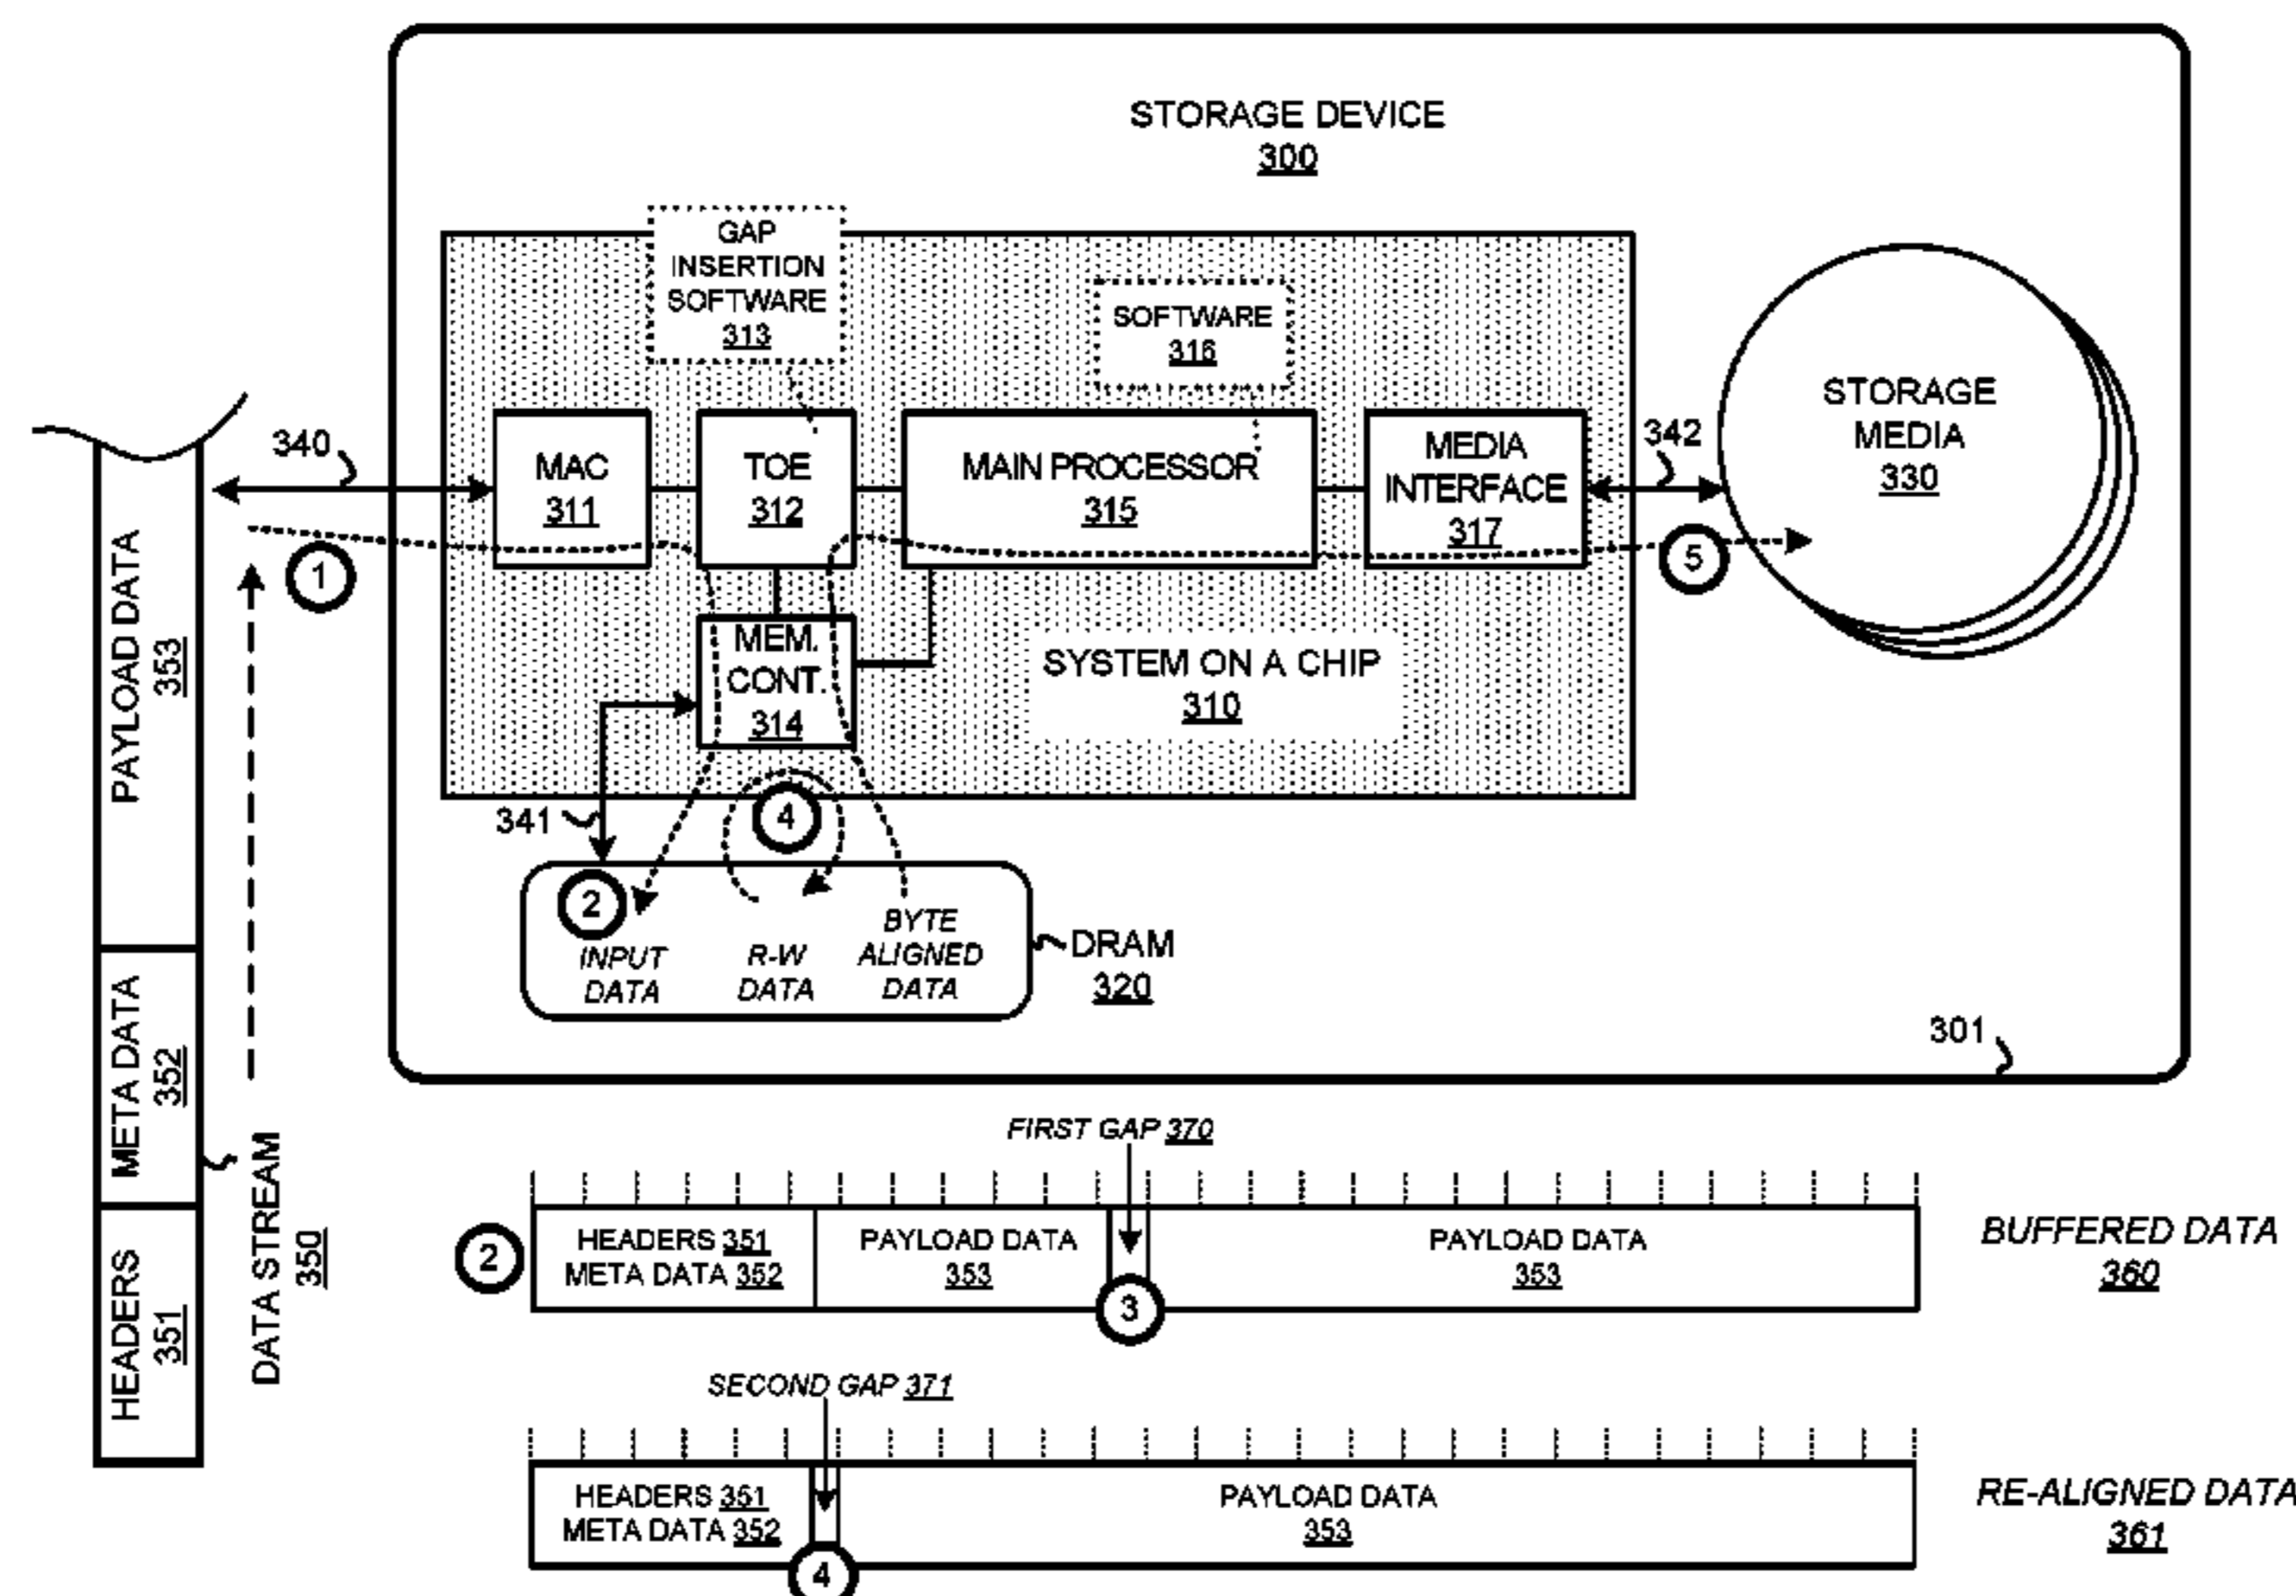 STORAGE DEVICE
300
GAP
INSERTION
SOFTWARE
313
SOFTWARE
316
MAC
311
TOE
312
MAIN PROCESSOR
315
MEDIA
INTERFACE
317
STORAGE
MEDIA
330
340
342
1
5
MEM.
CONT.
314
SYSTEM ON A CHIP
310
341
4
2
INPUT
DATA
R-W
DATA
BYTE
ALIGNED
DATA
DRAM
320
301
PAYLOAD DATA
353
META DATA
352
HEADERS
351
DATA STREAM
350
FIRST GAP 370
2
HEADERS 351
META DATA 352
PAYLOAD DATA
353
3
PAYLOAD DATA
353
BUFFERED DATA
360
SECOND GAP 371
HEADERS 351
META DATA 352
4
PAYLOAD DATA
353
RE-ALIGNED DATA
361